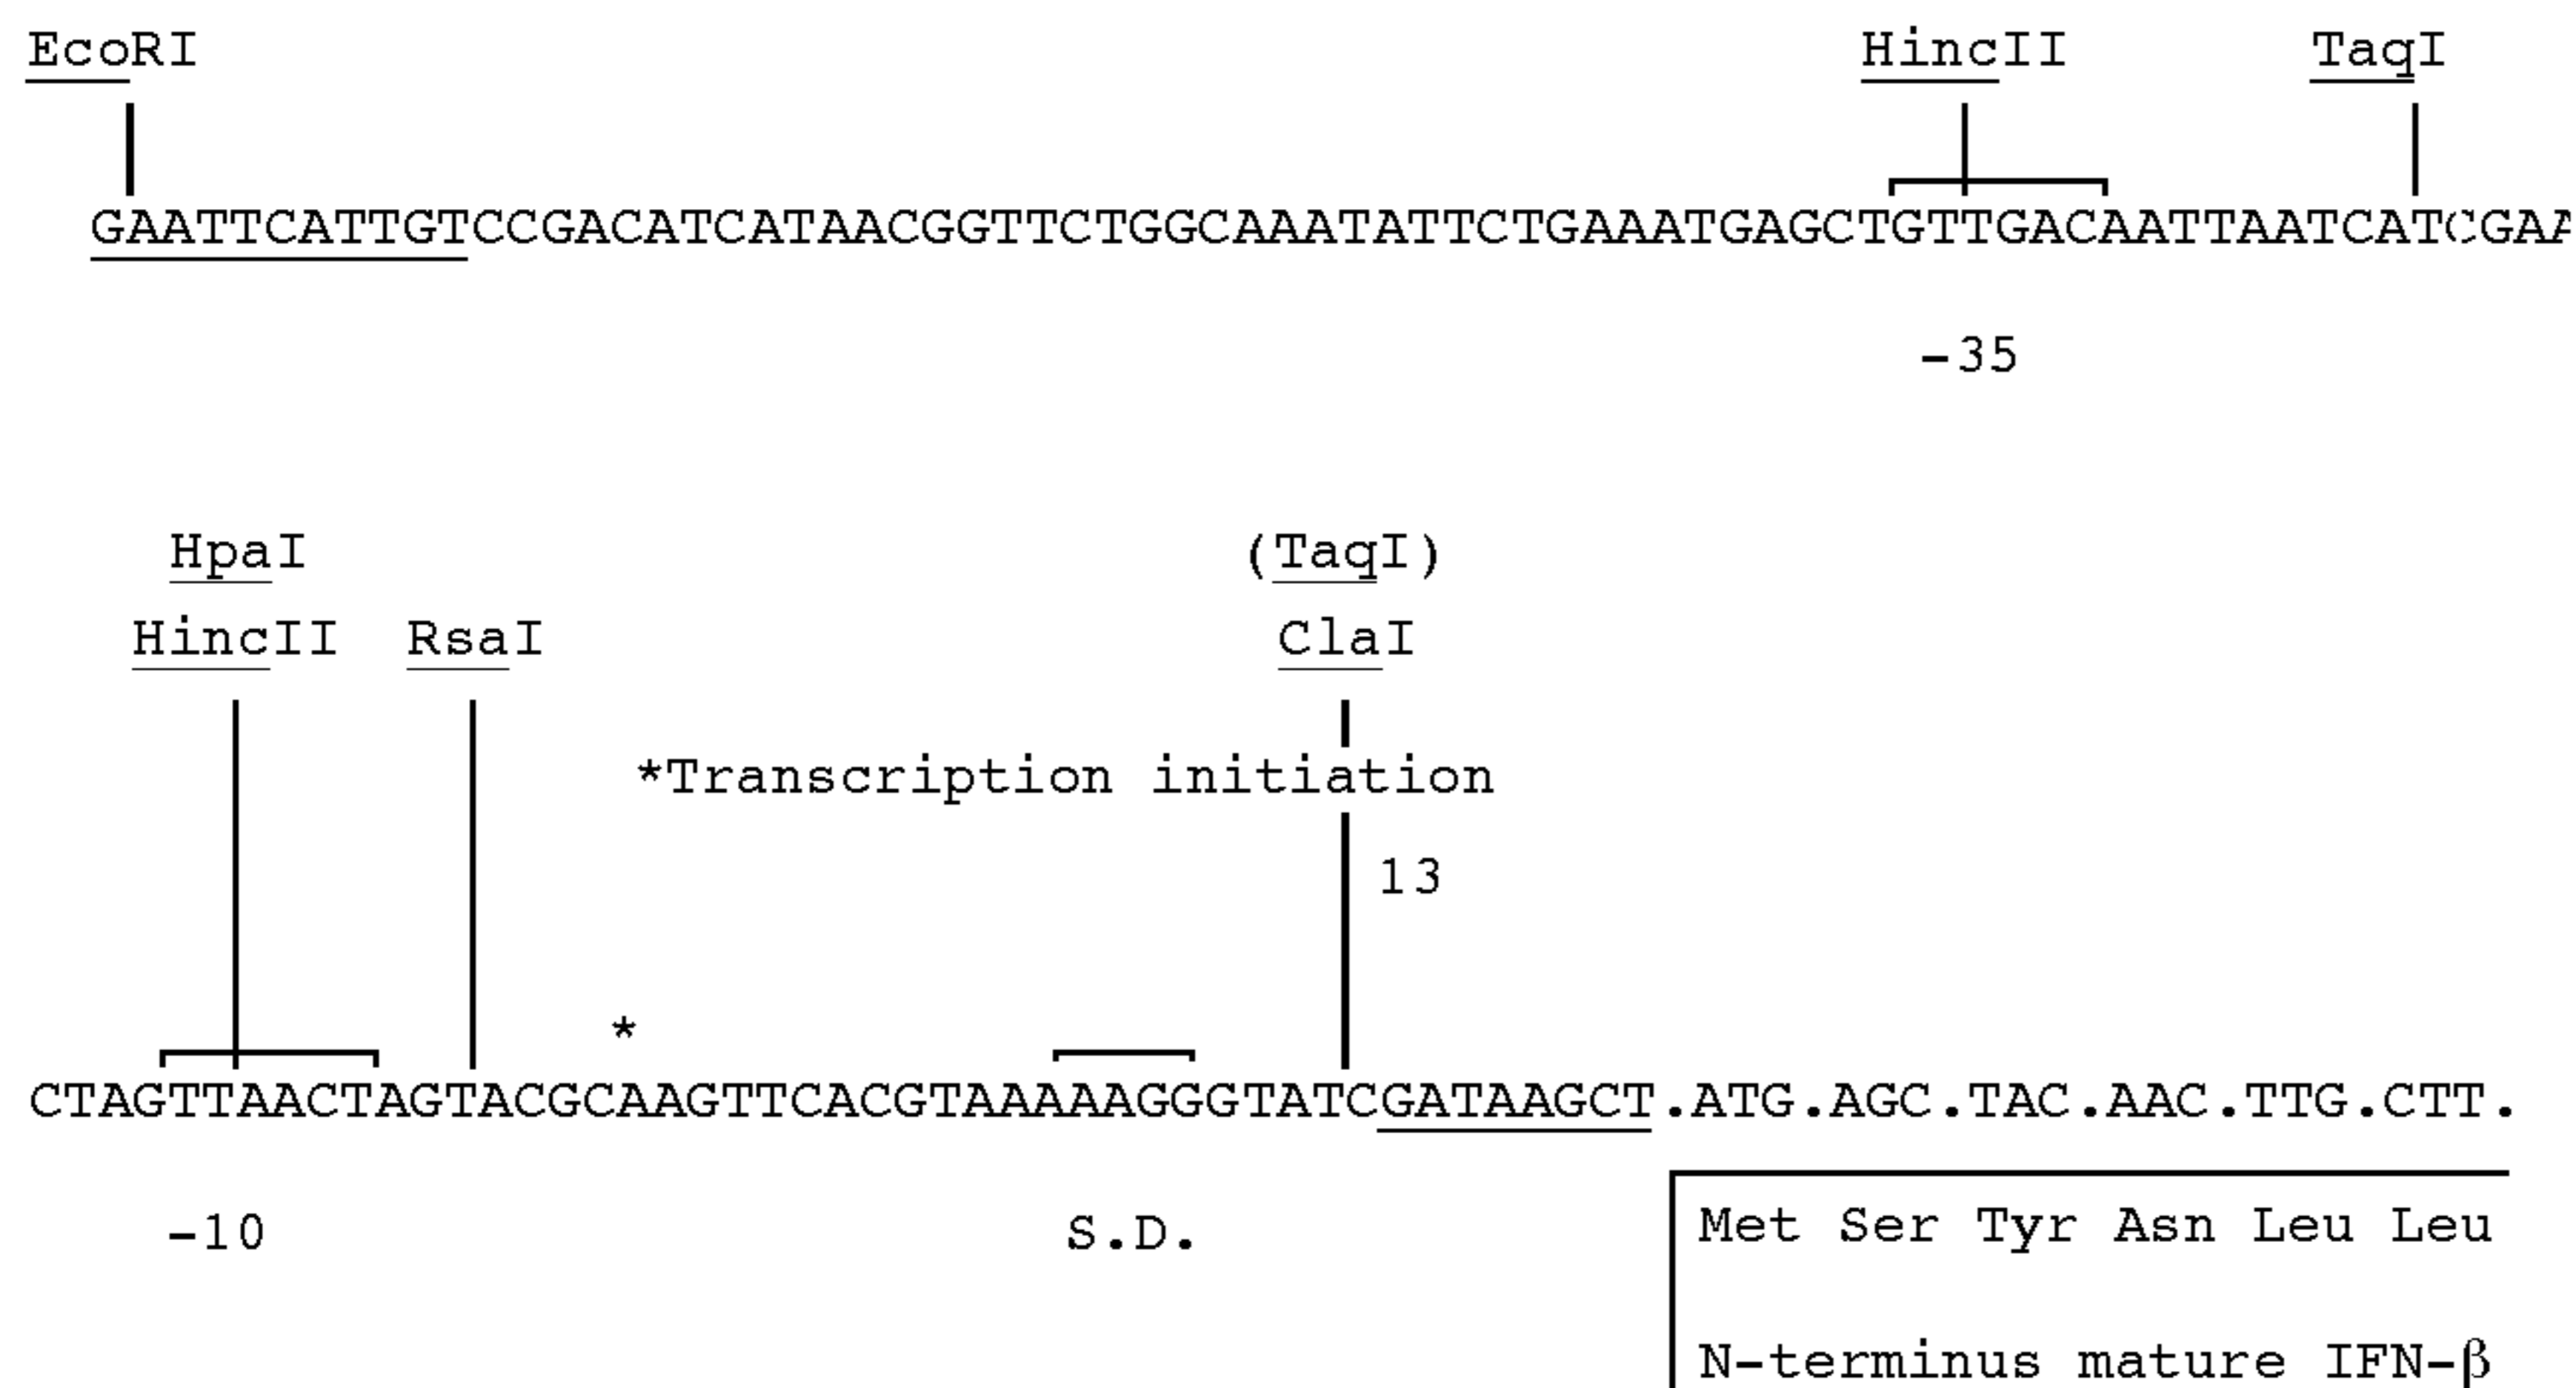 EcoRI HincII TaqI
GAATTCATTGTCCGACATCATAACGGTTCTGGCAAATATTCTGAAATGAGCTGTTGACAATTAATCATCGAA
-35
HpaI (TaqI)
HincII RsaI ClaI
*Transcription initiation
13
*
CTAGTTAACTAGTACGCAAGTTCACGTAAAAAGGGTATCGATAAGCT.ATG.AGC.TAC.AAC.TTG.CTT.
-10 S.D. Met Ser Tyr Asn Leu Leu
N-terminus mature IFN-β